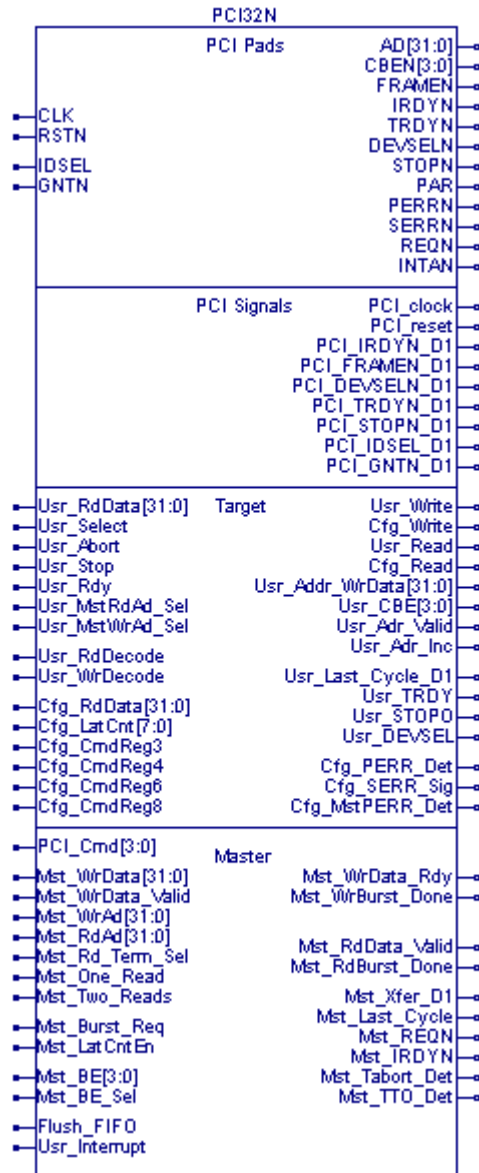 PCI32N
PCI Pads
AD[31:0]
CBEN[3:0]
FRAMEN
IRDYN
CLK
TRDYN
RSTN
DEVSELN
IDSEL
STOPN
GNTN
PAR
PERRN
SERRN
REQN
INTAN
PCI Signals
PCI_clock
PCI_reset
PCI_IRDYN_D1
PCI_FRAMEN_D1
PCI_DEVSELN_D1
PCI_TRDYN_D1
PCI_STOPN_D1
PCI_IDSEL_D1
PCI_GNTN_D1
Usr_RdData[31:0] Target Usr_Write
Usr_Select Cfg_Write
Usr_Abort Usr_Read
Usr_Stop Cfg_Read
Usr_Rdy Usr_Addr_WrData[31:0]
Usr_MstRdAd_Sel Usr_CBE[3:0]
Usr_MstWrAd_Sel Usr_Adr_Valid
Usr_Adr_Inc
Usr_RdDecode
Usr_WrDecode Usr_Last_Cycle_D1
Usr_TRDY
Cfg_RdData[31:0]
Usr_STOPO
Cfg_LatCnt[7:0]
Usr_DEVSEL
Cfg_CmdReg3
Cfg_CmdReg4 Cfg_PERR_Det
Cfg_CmdReg6 Cfg_SERR_Sig
Cfg_CmdReg8 Cfg_MstPERR_Det
PCI_Cmd[3:0]
Master
Mst_WrData[31:0] Mst_WrData_Rdy
Mst_WrData_Valid Mst_WrBurst_Done
Mst_WrAd[31:0]
Mst_RdAd[31:0]
Mst_RdData_Valid
Mst_Rd_Term_Sel
Mst_RdBurst_Done
Mst_One_Read
Mst_Two_Reads Mst_Xfer_D1
Mst_Last_Cycle
Mst_Burst_Req
Mst_REQN
Mst_LatCntEn
Mst_IRDYN
Mst_BE[3:0] Mst_Tabort_Det
Mst_BE_Sel Mst_TTO_Det
Flush_FIFO
Usr_Interrupt